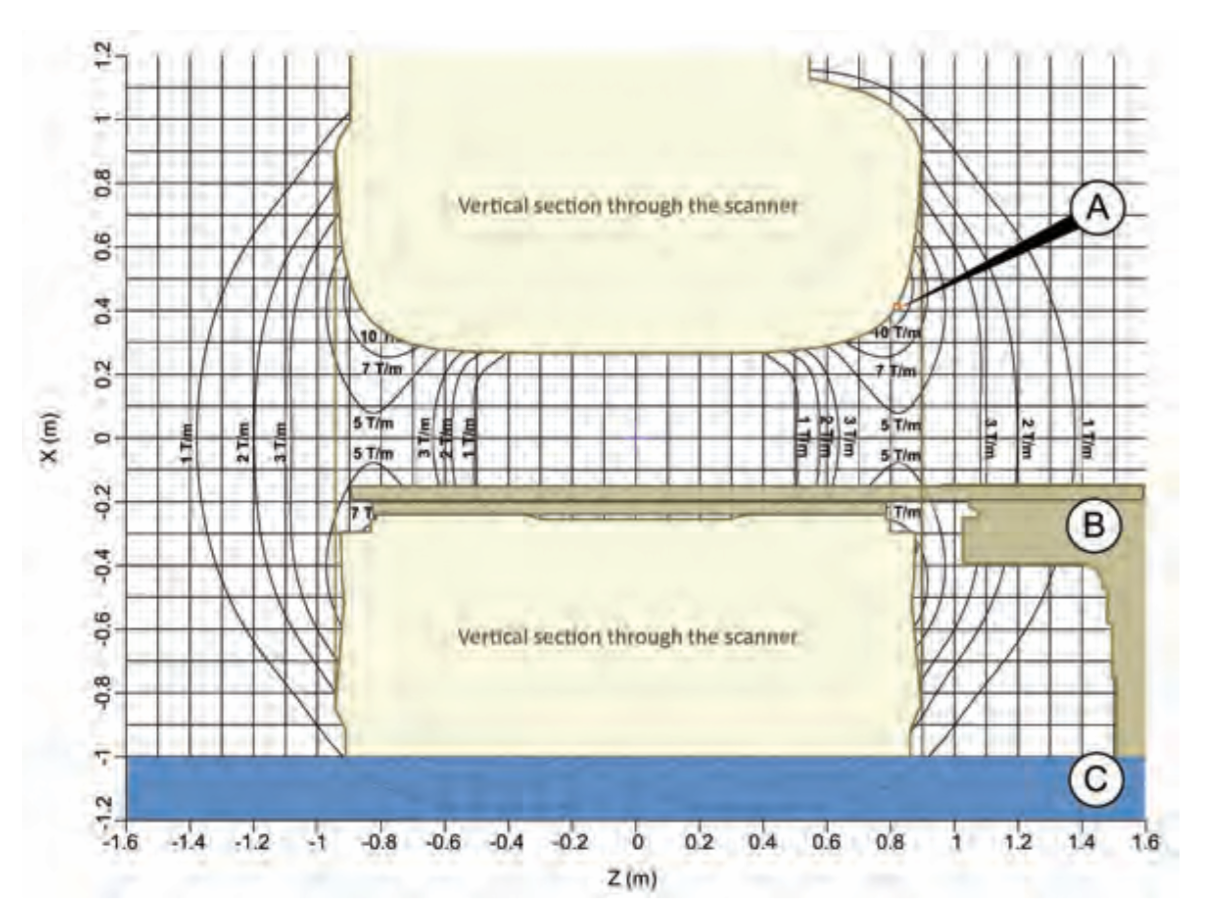 1.2
1
0.8
0.6
0.4
0.2
0
-0.2
-0.4
-0.6
-0.8
-1
-1.2
X (m)
Vertical section through the scanner
A
10 T/m
7 T/m
7 T/m
5 T/m
5 T/m
1 T/m
2 T/m
3 T/m
3 T/m
2 T/m
1 T/m
1 T/m
2 T/m
3 T/m
3 T/m
2 T/m
1 T/m
5 T/m
5 T/m
7 T
T/m
B
Vertical section through the scanner
C
-1.6 -1.4 -1.2 -1 -0.8 -0.6 -0.4 -0.2 0 0.2 0.4 0.6 0.8 1 1.2 1.4 1.6
Z (m)